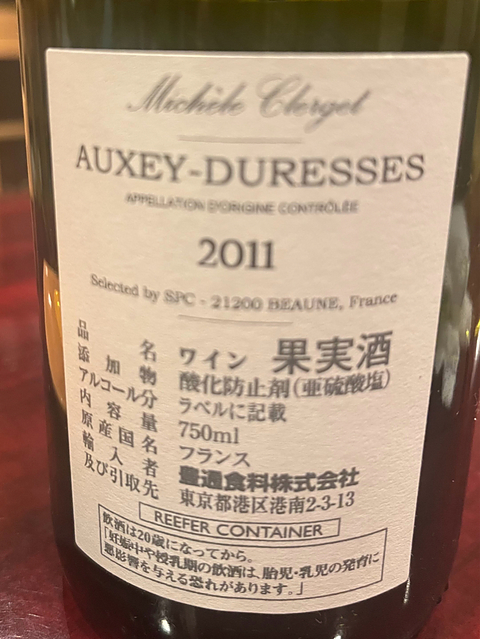 Michèle Clerget
AUXEY-DURESSES
APPELLATION D'ORIGINE CONTRÔLÉE
2011
Selected by SPC - 21200 BEAUNE, France
品名 ワイン 果実酒
添加物 酸化防止剤(亜硫酸塩)
アルコール分 ラベルに記載
内容量 750ml
原産国名 フランス
輸入者 豊通食料株式会社
及び引取先 東京都港区港南2-3-13
REEFER CONTAINER
飲酒は20歳になってから。
「妊娠中や授乳期の飲酒は、胎児・乳児の発育に
悪影響を与える恐れがあります。」